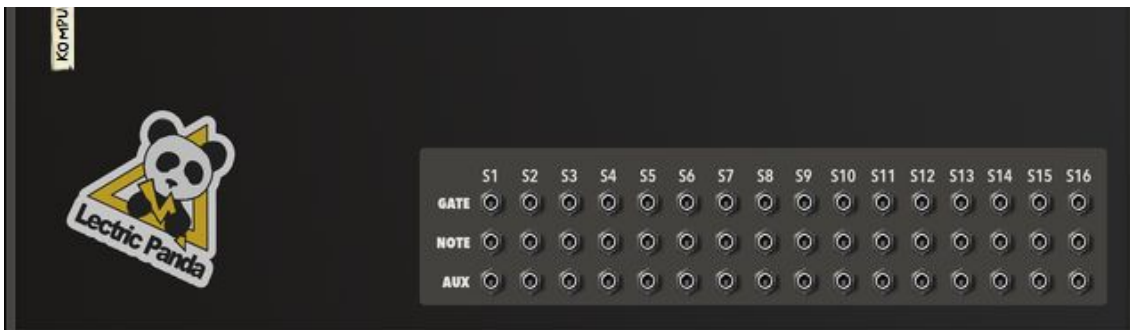 KOMPU
Lectric Panda
S1 S2 S3 S4 S5 S6 S7 S8 S9 S10 S11 S12 S13 S14 S15 S16
GATE
NOTE
AUX